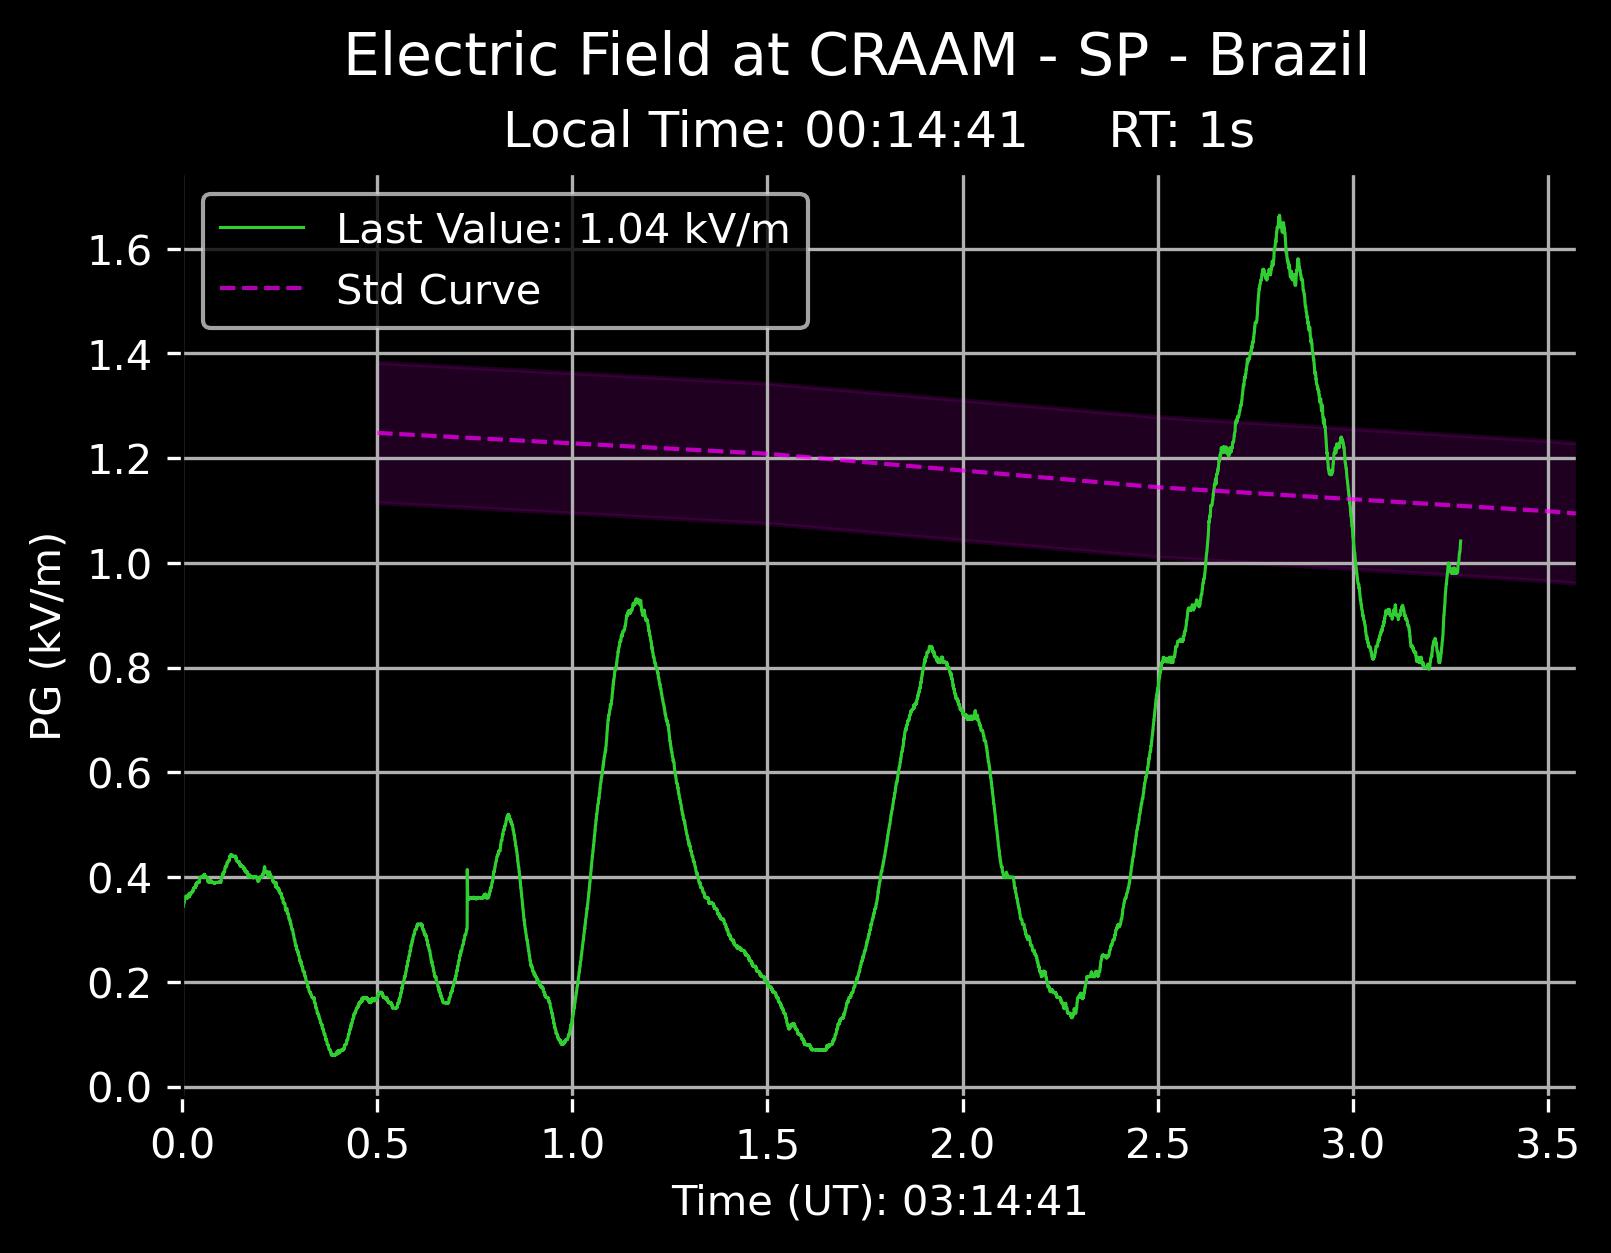 Electric Field at CRAAM - SP - Brazil
Local Time: 00:14:41 RT: 1s
Last Value: 1.04 kV/m
Std Curve
PG (kV/m)
1.6
1.4
1.2
1.0
0.8
0.6
0.4
0.2
0.0
0.0 0.5 1.0 1.5 2.0 2.5 3.0 3.5
Time (UT): 03:14:41